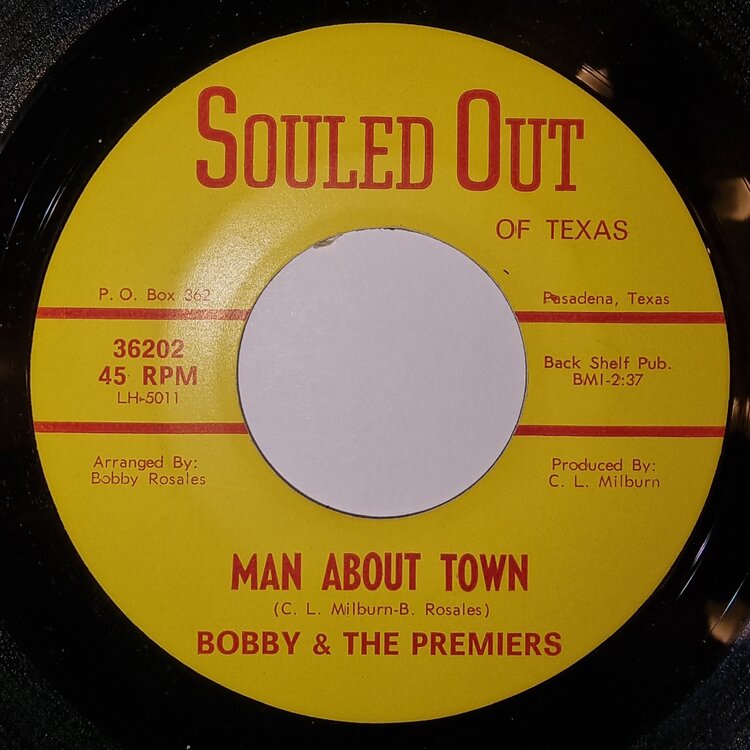 SOULED OUT
OF TEXAS
P. O. Box 362
Pasadena, Texas
36202
45 RPM
LH-5011
Back Shelf Pub.
BMI-2:37
Arranged By:
Bobby Rosales
Produced By:
C. L. Milburn
MAN ABOUT TOWN
(C. L. Milburn-B. Rosales)
BOBBY & THE PREMIERS